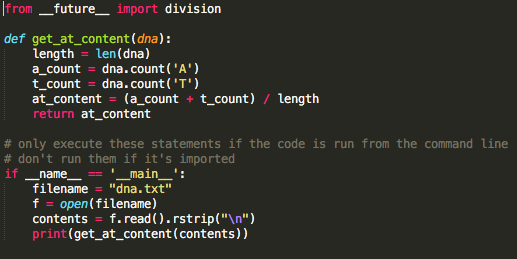 from __future__ import division
def get_at_content(dna):
    length = len(dna)
    a_count = dna.count('A')
    t_count = dna.count('T')
    at_content = (a_count + t_count) / length
    return at_content
# only execute these statements if the code is run from the command line
# don't run them if it's imported
if __name__ == '__main__':
    filename = "dna.txt"
    f = open(filename)
    contents = f.read().rstrip("\n")
    print(get_at_content(contents))